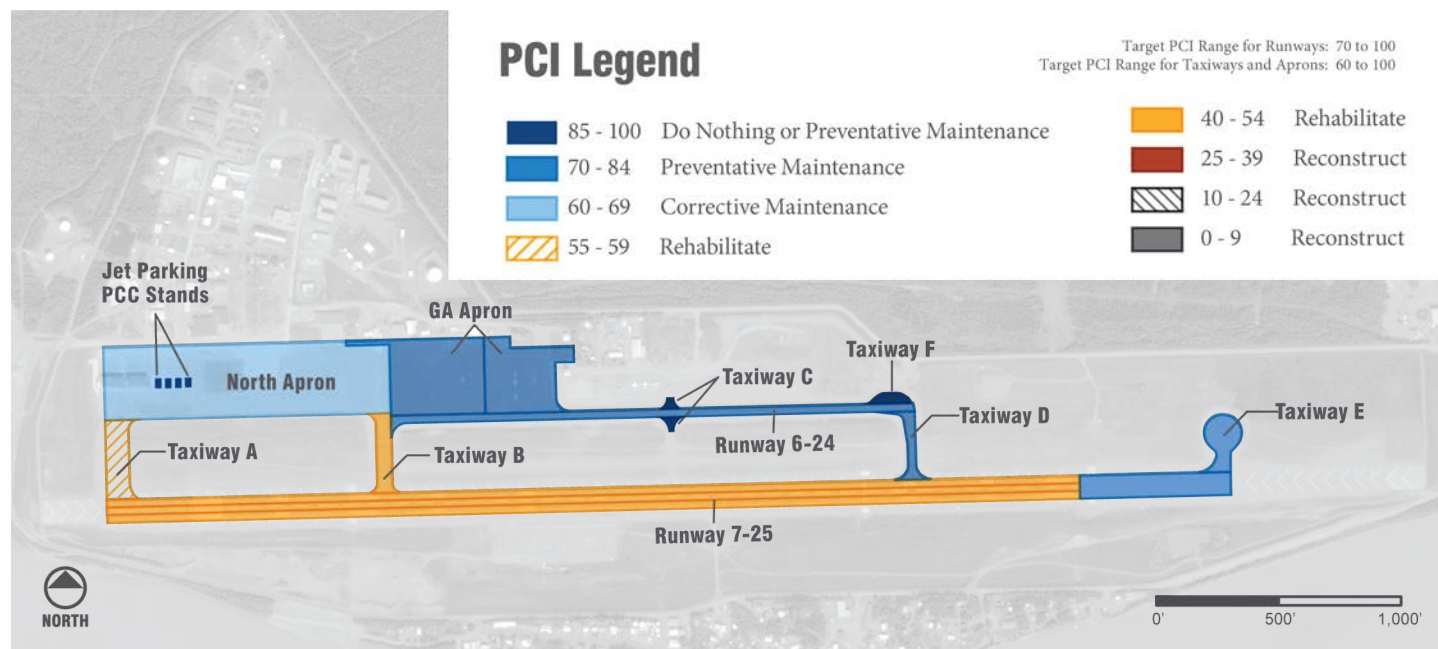 PCI Legend
Target PCI Range for Runways: 70 to 100
Target PCI Range for Taxiways and Aprons: 60 to 100
85 - 100 Do Nothing or Preventative Maintenance
70 - 84 Preventative Maintenance
60 - 69 Corrective Maintenance
55 - 59 Rehabilitate
40 - 54 Rehabilitate
25 - 39 Reconstruct
10 - 24 Reconstruct
0 - 9 Reconstruct
Jet Parking
PCC Stands
GA Apron
North Apron
Taxiway F
Taxiway C
Taxiway D
Taxiway E
Runway 6-24
Taxiway A
Taxiway B
Runway 7-25
NORTH
0'
500'
1,000'